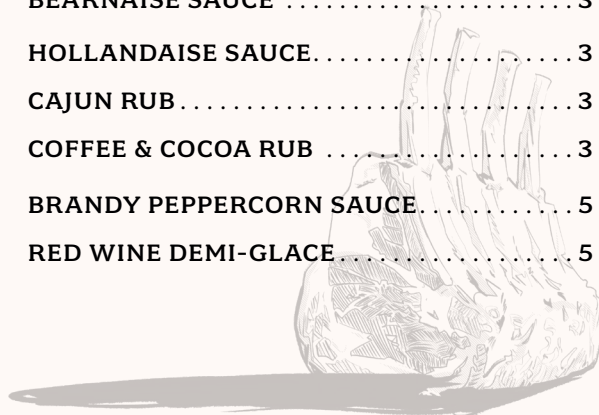 BEARNAISE SAUCE . . . . . . . . . . . . . . . . . . . . . . . 3
HOLLANDAISE SAUCE. . . . . . . . . . . . . . . . . . . . 3
CAJUN RUB . . . . . . . . . . . . . . . . . . . . . . . . . . . . . . 3
COFFEE & COCOA RUB . . . . . . . . . . . . . . . . . . . 3
BRANDY PEPPERCORN SAUCE. . . . . . . . . . . . 5
RED WINE DEMI-GLACE. . . . . . . . . . . . . . . . . . 5